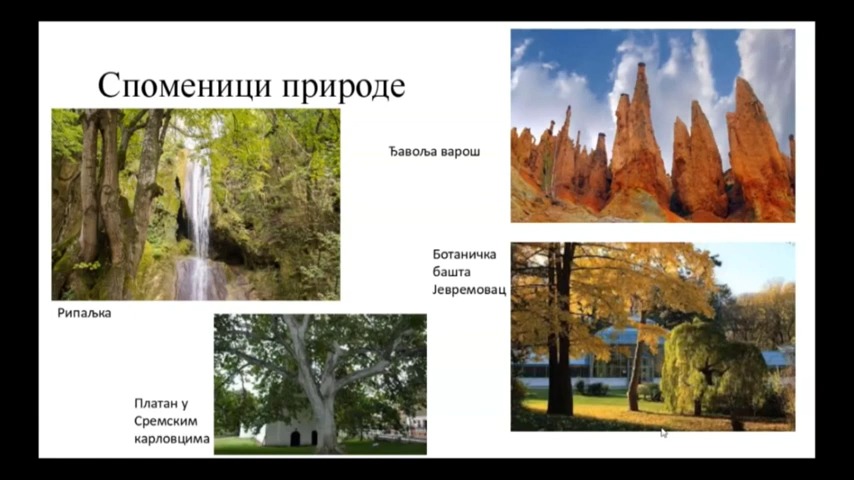 Споменици природе
Ђавоља варош
Ботаничка
башта
Јевремовац
Рипаљка
Платан у
Сремским
карловцима